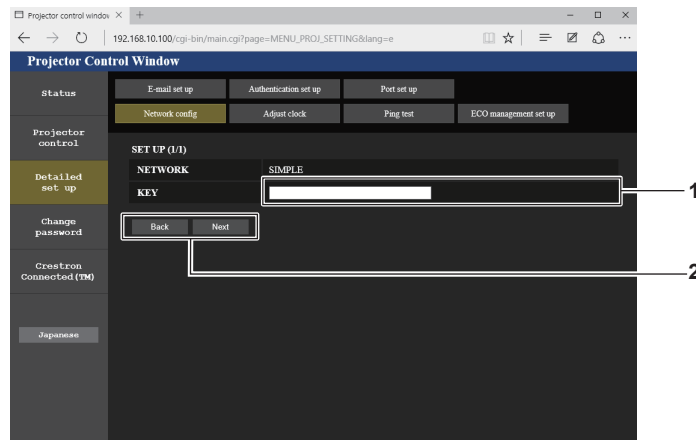 Projector control window
192.168.10.100/cgi-bin/main.cgi?page=MENU_PROJ_SETTING&lang=e
Projector Control Window
Status
E-mail set up
Authentication set up
Port set up
Network config
Adjust clock
Ping test
ECO management set up
Projector
control
SET UP (1/1)
NETWORK SIMPLE
KEY
1
Detailed
set up
Back Next
Change
password
2
Crestron
Connected(TM)
Japanese